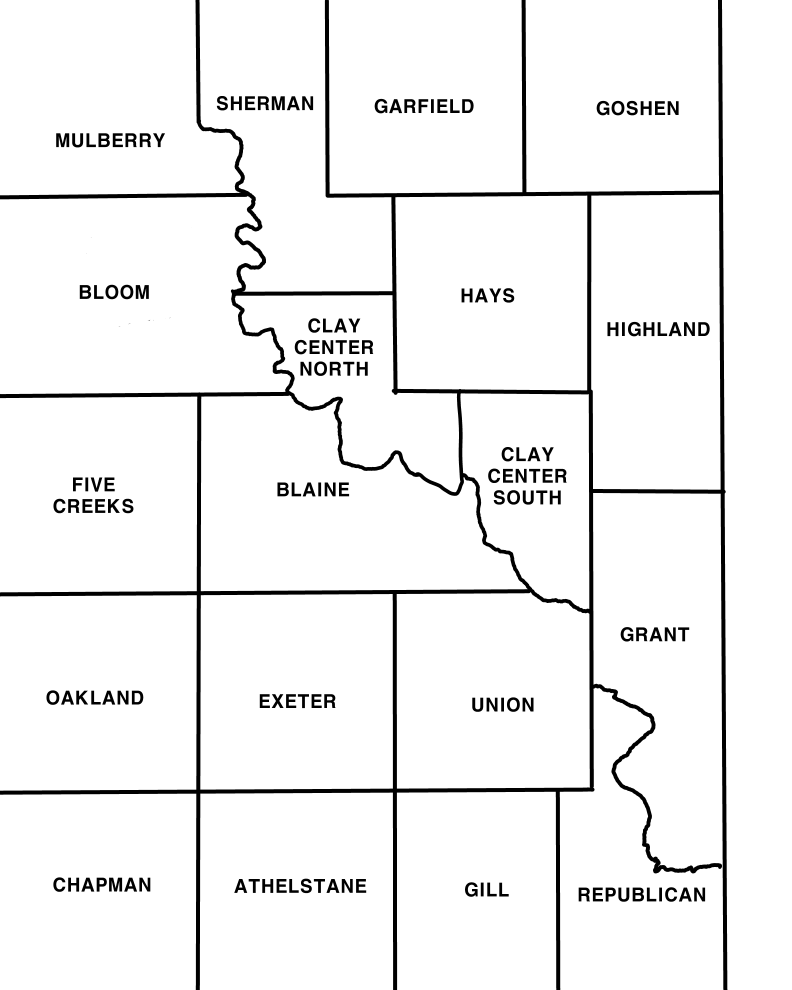 SHERMAN
GARFIELD
GOSHEN
MULBERRY
BLOOM
HAYS
CLAY
CENTER
NORTH
HIGHLAND
FIVE
CREEKS
BLAINE
CLAY
CENTER
SOUTH
GRANT
OAKLAND
EXETER
UNION
CHAPMAN
ATHELSTANE
GILL
REPUBLICAN